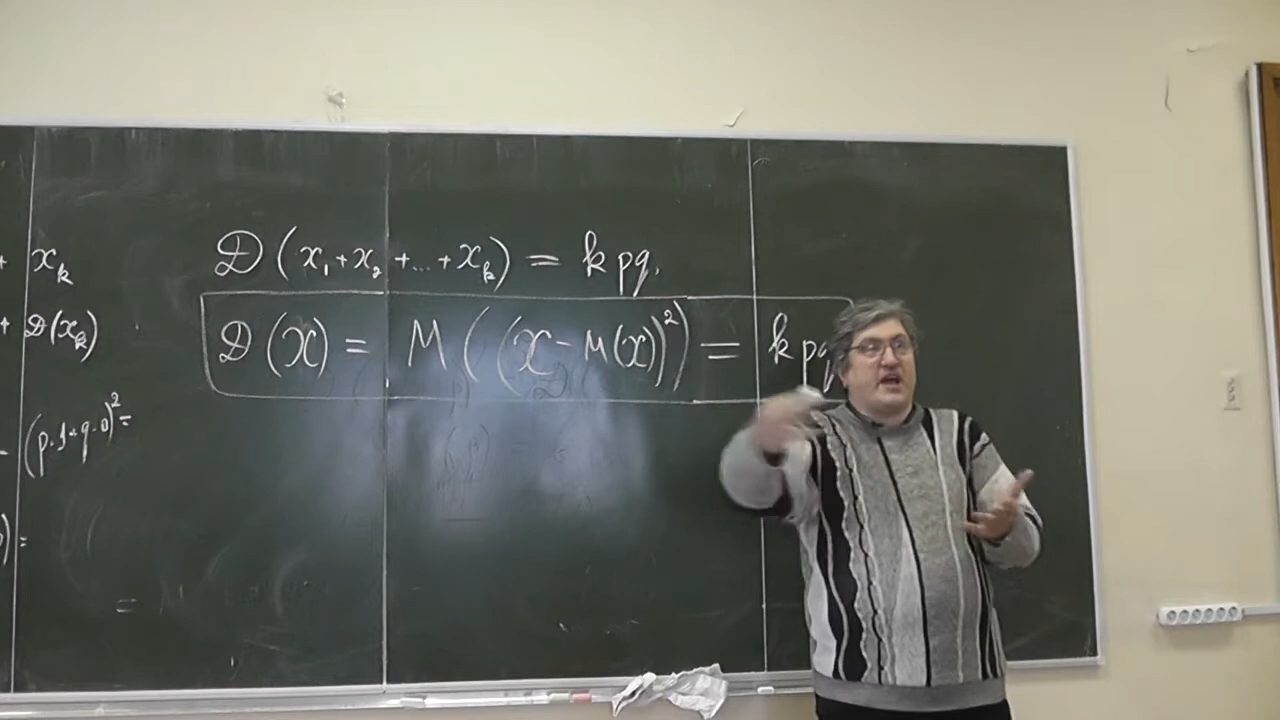 + x_k
+ D(x_k)
- (p·1+q·0)² =
) =
=
D(x₁+x₂+...+x_k) = kpq.
D(X) = M((X-M(X))²) = kpq